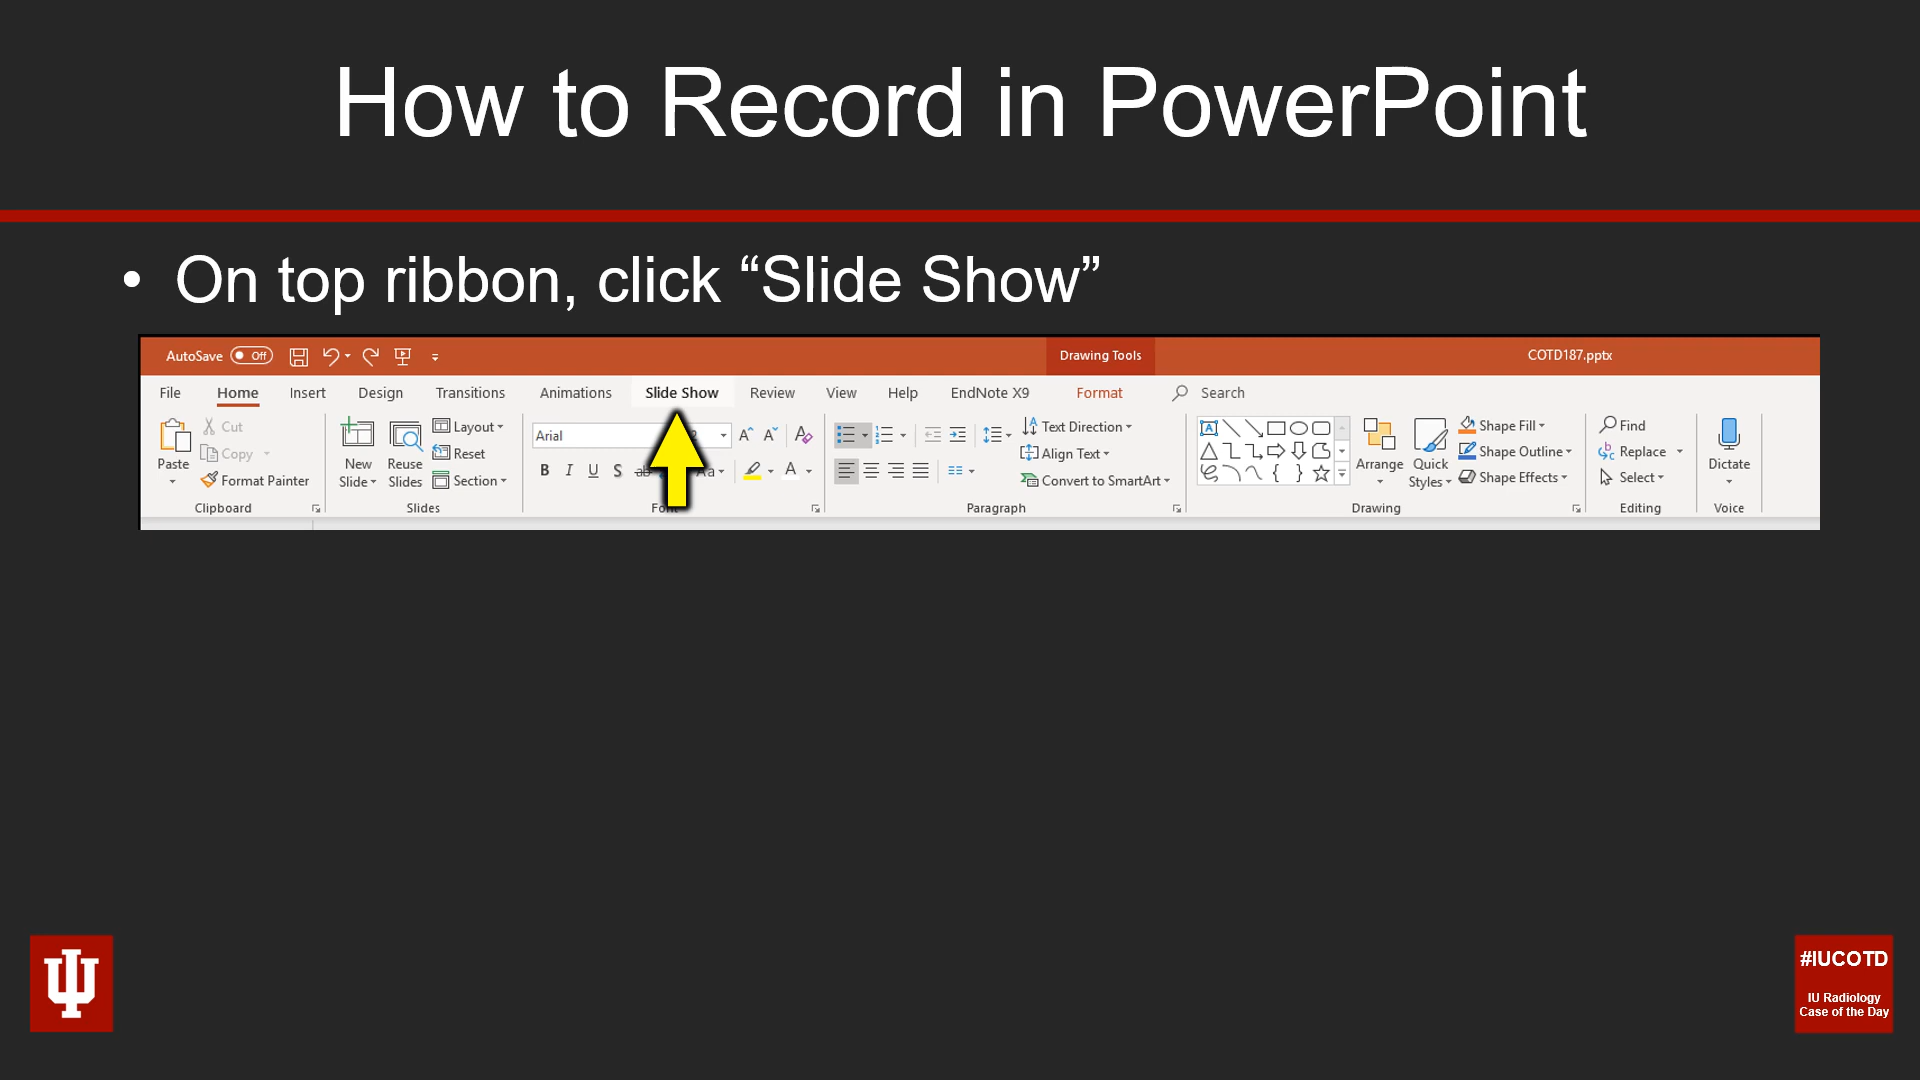 How to Record in PowerPoint
• On top ribbon, click “Slide Show”
AutoSave Off Drawing Tools COTD187.pptx
File Home Insert Design Transitions Animations Slide Show Review View Help EndNote X9 Format Search
Paste Cut Copy Format Painter
Clipboard
New Slide Reuse Slides Layout Reset Section
Slides
Arial
B I U S ab
A
Text Direction
Align Text
Convert to SmartArt
Paragraph
Arrange Quick Styles Shape Fill Shape Outline Shape Effects
Drawing
Find
Replace
Select
Editing
Dictate
Voice
#IUCOTD
IU Radiology
Case of the Day